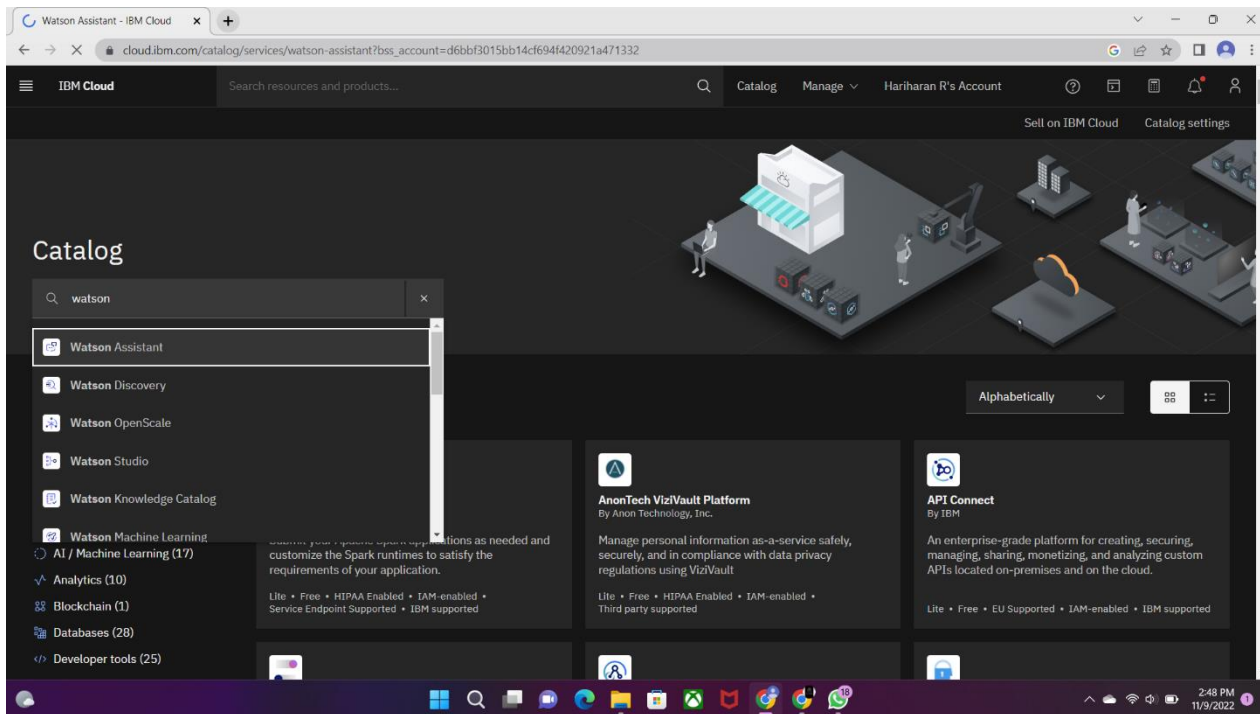 Watson Assistant - IBM Cloud
cloud.ibm.com/catalog/services/watson-assistant?bss_account=d6bbf3015bb14cf694f420921a471332
IBM Cloud
Search resources and products...
Catalog
Manage
Hariharan R's Account
Sell on IBM Cloud
Catalog settings
Catalog
watson
Watson Assistant
Watson Discovery
Watson OpenScale
Watson Studio
Watson Knowledge Catalog
Watson Machine Learning
Alphabetically
AI / Machine Learning (17)
Analytics (10)
Blockchain (1)
Databases (28)
Developer tools (25)
applications as needed and
customize the Spark runtimes to satisfy the
requirements of your application.
Lite • Free • HIPAA Enabled • IAM-enabled •
Service Endpoint Supported • IBM supported
AnonTech ViziVault Platform
By Anon Technology, Inc.
Manage personal information as-a-service safely,
securely, and in compliance with data privacy
regulations using ViziVault
Lite • Free • HIPAA Enabled • IAM-enabled •
Third party supported
API Connect
By IBM
An enterprise-grade platform for creating, securing,
managing, sharing, monetizing, and analyzing custom
APIs located on-premises and on the cloud.
Lite • Free • EU Supported • IAM-enabled • IBM supported
18
2:48 PM
11/9/2022
1